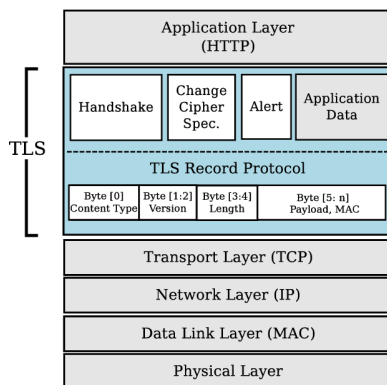 Application Layer
(HTTP)
TLS
Handshake
Change
Cipher
Spec.
Alert
Application
Data
TLS Record Protocol
Byte [0]
Content Type
Byte [1:2]
Version
Byte [3:4]
Length
Byte [5: n]
Payload, MAC
Transport Layer (TCP)
Network Layer (IP)
Data Link Layer (MAC)
Physical Layer